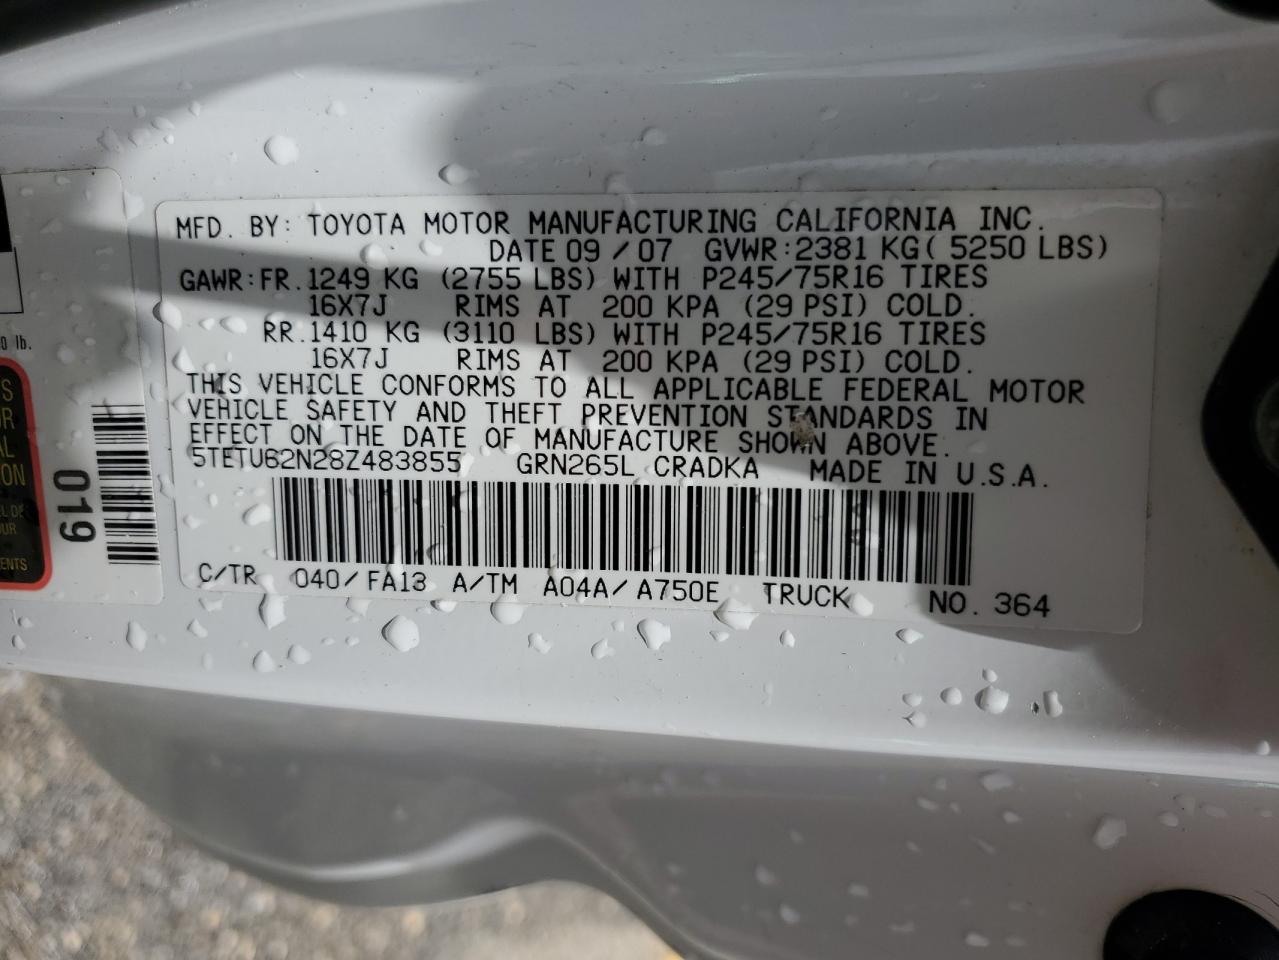 MFD. BY: TOYOTA MOTOR MANUFACTURING CALIFORNIA INC.
DATE 09/07 GVWR:2381 KG( 5250 LBS)
GAWR:FR.1249 KG (2755 LBS) WITH P245/75R16 TIRES
16X7J RIMS AT 200 KPA (29 PSI) COLD.
RR.1410 KG (3110 LBS) WITH P245/75R16 TIRES
16X7J RIMS AT 200 KPA (29 PSI) COLD.
THIS VEHICLE CONFORMS TO ALL APPLICABLE FEDERAL MOTOR
VEHICLE SAFETY AND THEFT PREVENTION STANDARDS IN
EFFECT ON THE DATE OF MANUFACTURE SHOWN ABOVE.
5TETU62N28Z483855 GRN265L CRADKA MADE IN U.S.A.
C/TR 040/FA13 A/TM A04A/A750E TRUCK NO. 364
019
lb.